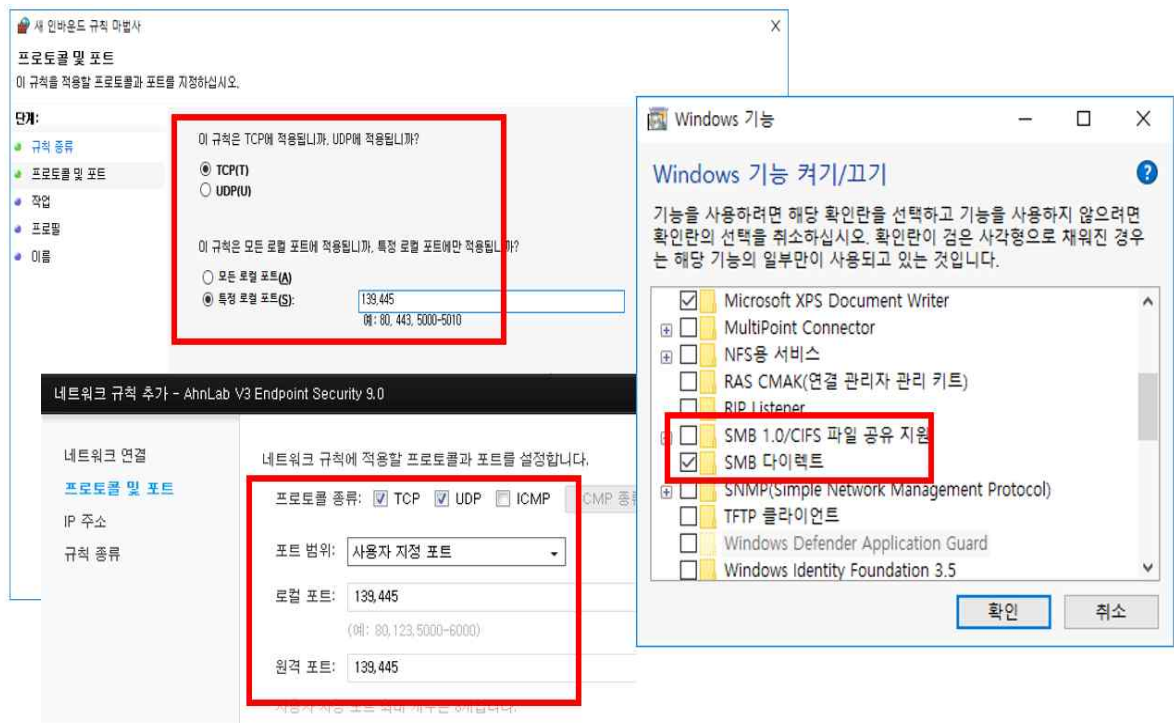 새 인바운드 규칙 마법사
프로토콜 및 포트
이 규칙을 적용할 프로토콜과 포트를 지정하십시오.
단계:
규칙 종류
프로토콜 및 포트
작업
프로필
이름
이 규칙은 TCP에 적용됩니까, UDP에 적용됩니까?
TCP(T)
UDP(U)
이 규칙은 모든 로컬 포트에 적용됩니까, 특정 로컬 포트에만 적용됩니까?
모든 로컬 포트(A)
특정 로컬 포트(S):
139,445
예: 80, 443, 5000-5010
네트워크 규칙 추가 - AhnLab V3 Endpoint Security 9.0
네트워크 연결
프로토콜 및 포트
IP 주소
규칙 종류
네트워크 규칙에 적용할 프로토콜과 포트를 설정합니다.
프로토콜 종류: TCP UDP ICMP
포트 범위: 사용자 지정 포트
로컬 포트: 139,445
(예: 80,123,5000-6000)
원격 포트: 139,445
Windows 기능
Windows 기능 켜기/끄기
기능을 사용하려면 해당 확인란을 선택하고 기능을 사용하지 않으려면
확인란의 선택을 취소하십시오. 확인란이 검은 사각형으로 채워진 경우
는 해당 기능의 일부만이 사용되고 있는 것입니다.
Microsoft XPS Document Writer
MultiPoint Connector
NFS용 서비스
RAS CMAK(연결 관리자 관리 키트)
RIP Listener
SMB 1.0/CIFS 파일 공유 지원
SMB 다이렉트
SNMP(Simple Network Management Protocol)
TFTP 클라이언트
Windows Defender Application Guard
Windows Identity Foundation 3.5
확인
취소